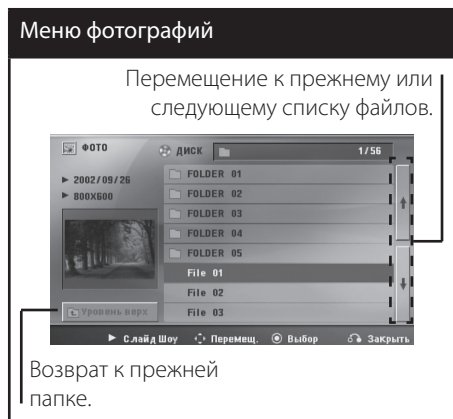 Меню фотографий
Перемещение к прежнему или
следующему списку файлов.
ФОТО
ДИСК
1/56
2002/09/26
800X600
FOLDER 01
FOLDER 02
FOLDER 03
FOLDER 04
FOLDER 05
File 01
File 02
File 03
Уровень вверх
Слайд Шоу Перемещ. Выбор Закрыть
Возврат к прежней
папке.